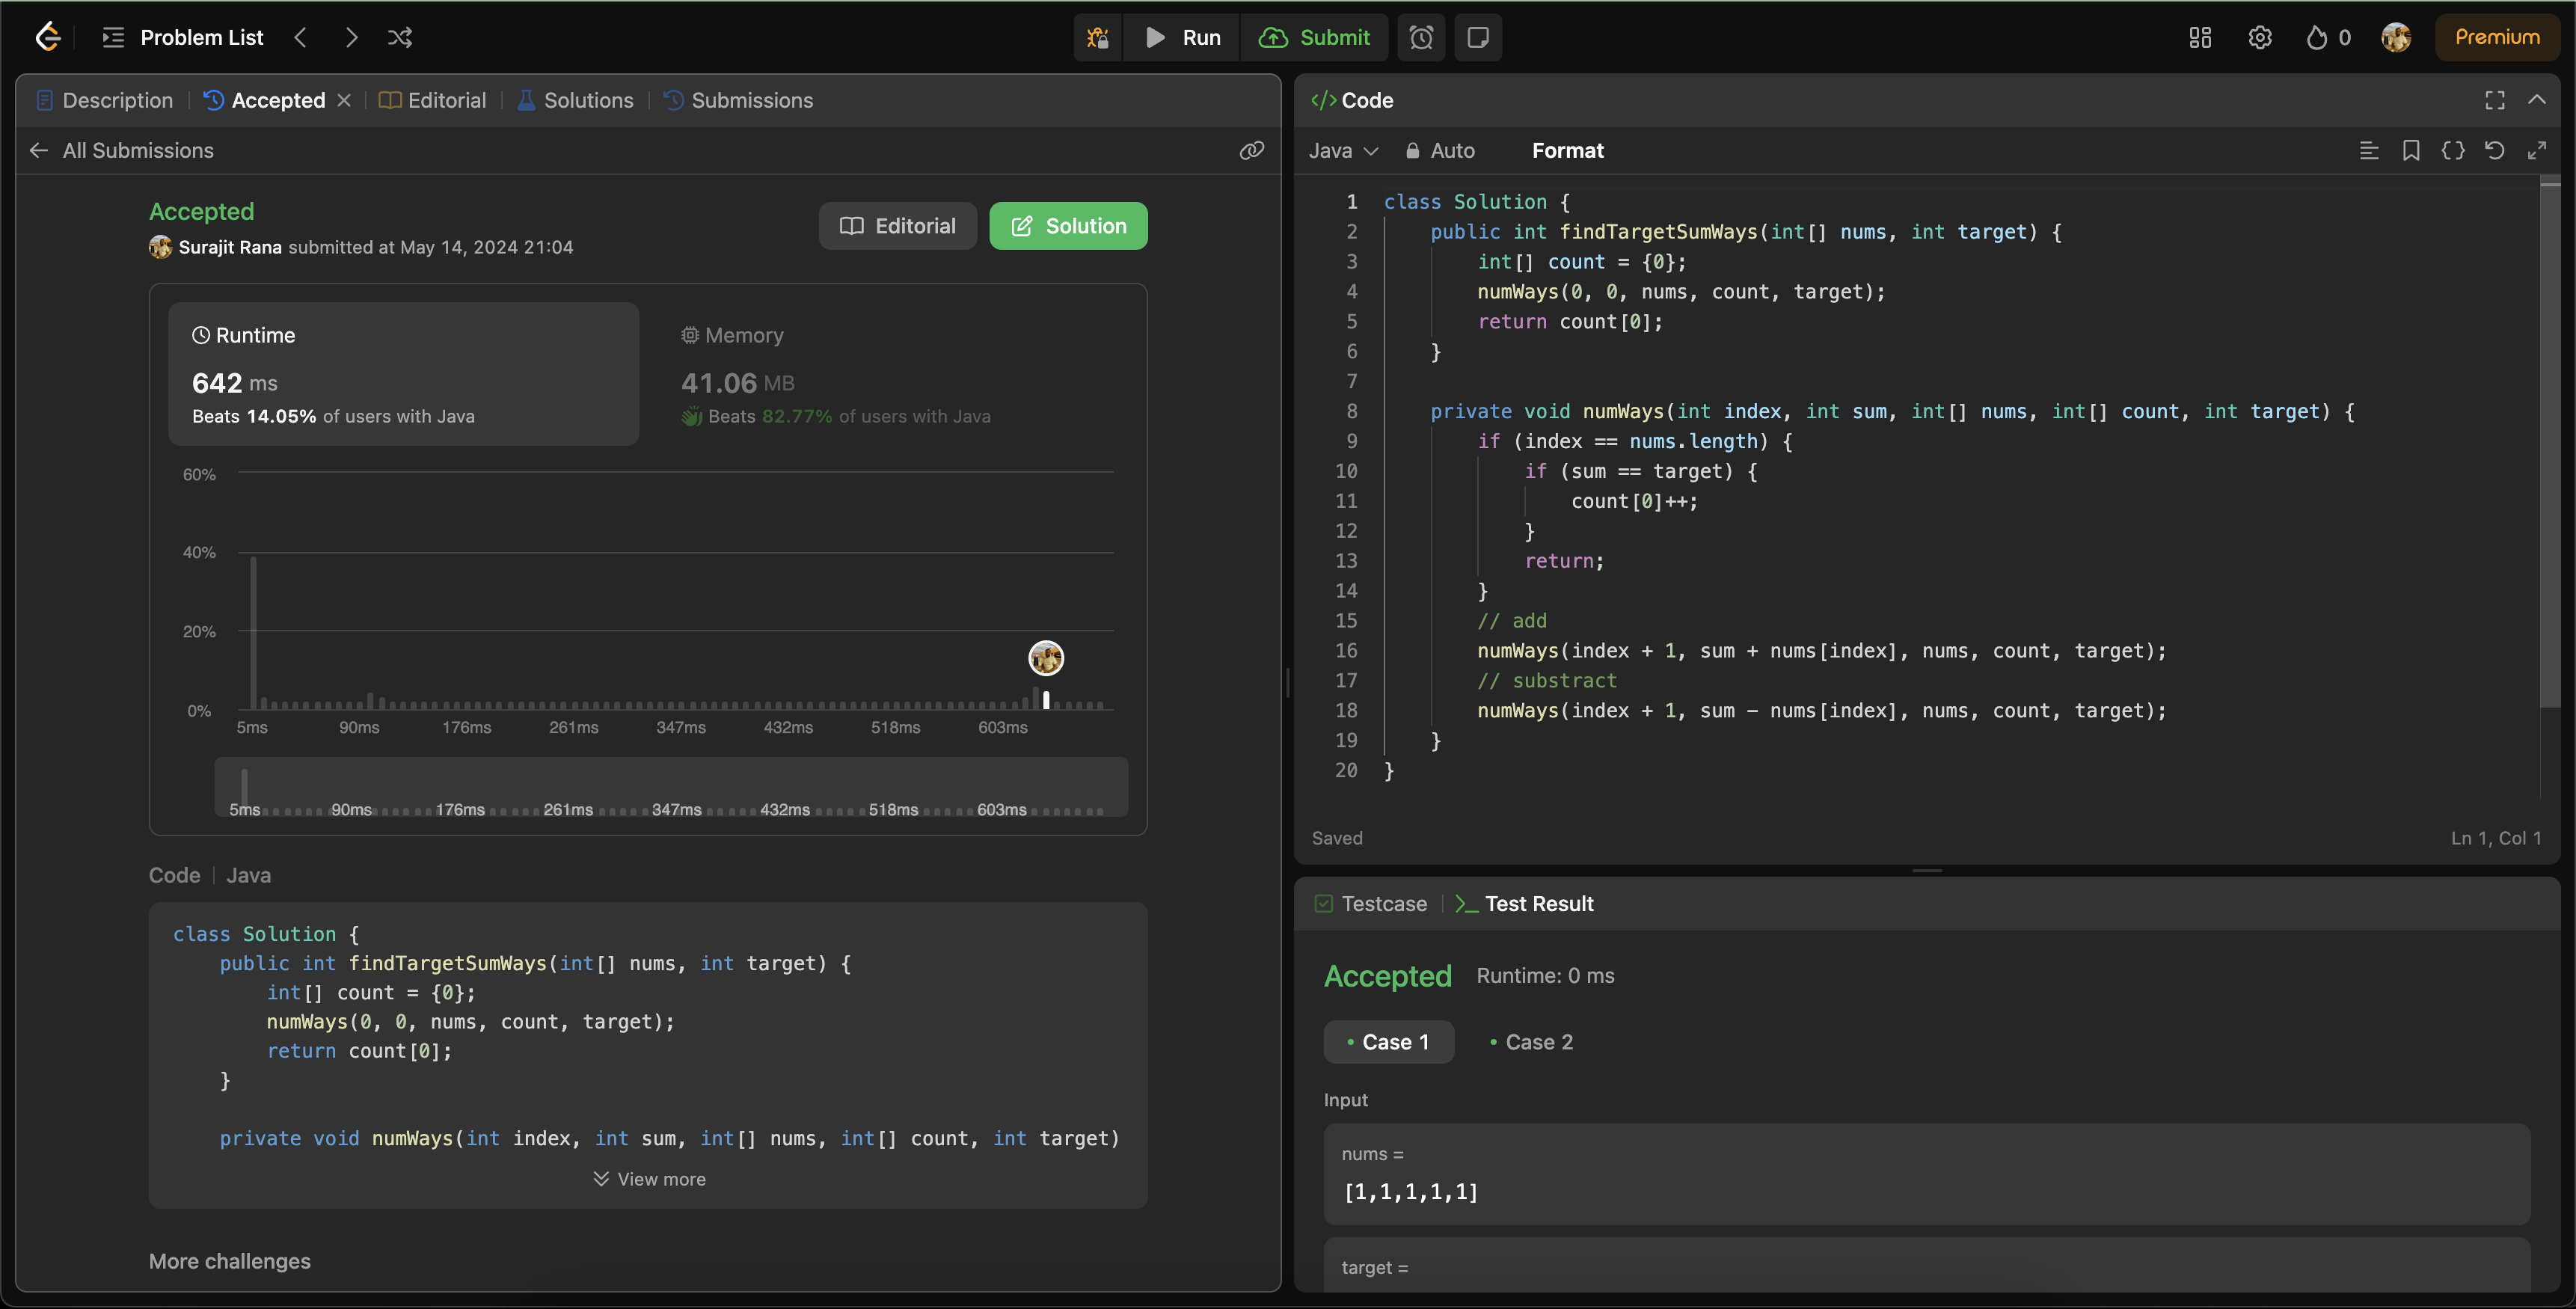 Problem List
Run
Submit
0
Premium
Description
Accepted
Editorial
Solutions
Submissions
All Submissions
Accepted
Surajit Rana submitted at May 14, 2024 21:04
Editorial
Solution
Runtime
642 ms
Beats 14.05% of users with Java
Memory
41.06 MB
Beats 82.77% of users with Java
60%
40%
20%
0%
5ms 90ms 176ms 261ms 347ms 432ms 518ms 603ms
5ms 90ms 176ms 261ms 347ms 432ms 518ms 603ms
Code | Java
class Solution {
    public int findTargetSumWays(int[] nums, int target) {
        int[] count = {0};
        numWays(0, 0, nums, count, target);
        return count[0];
    }
    private void numWays(int index, int sum, int[] nums, int[] count, int target)
View more
More challenges
</> Code
Java
Auto
Format
1 class Solution {
2     public int findTargetSumWays(int[] nums, int target) {
3         int[] count = {0};
4         numWays(0, 0, nums, count, target);
5         return count[0];
6     }
7
8     private void numWays(int index, int sum, int[] nums, int[] count, int target) {
9         if (index == nums.length) {
10             if (sum == target) {
11                 count[0]++;
12             }
13             return;
14         }
15         // add
16         numWays(index + 1, sum + nums[index], nums, count, target);
17         // substract
18         numWays(index + 1, sum - nums[index], nums, count, target);
19     }
20 }
Saved
Ln 1, Col 1
Testcase
>_ Test Result
Accepted
Runtime: 0 ms
• Case 1
• Case 2
Input
nums =
[1,1,1,1,1]
target =